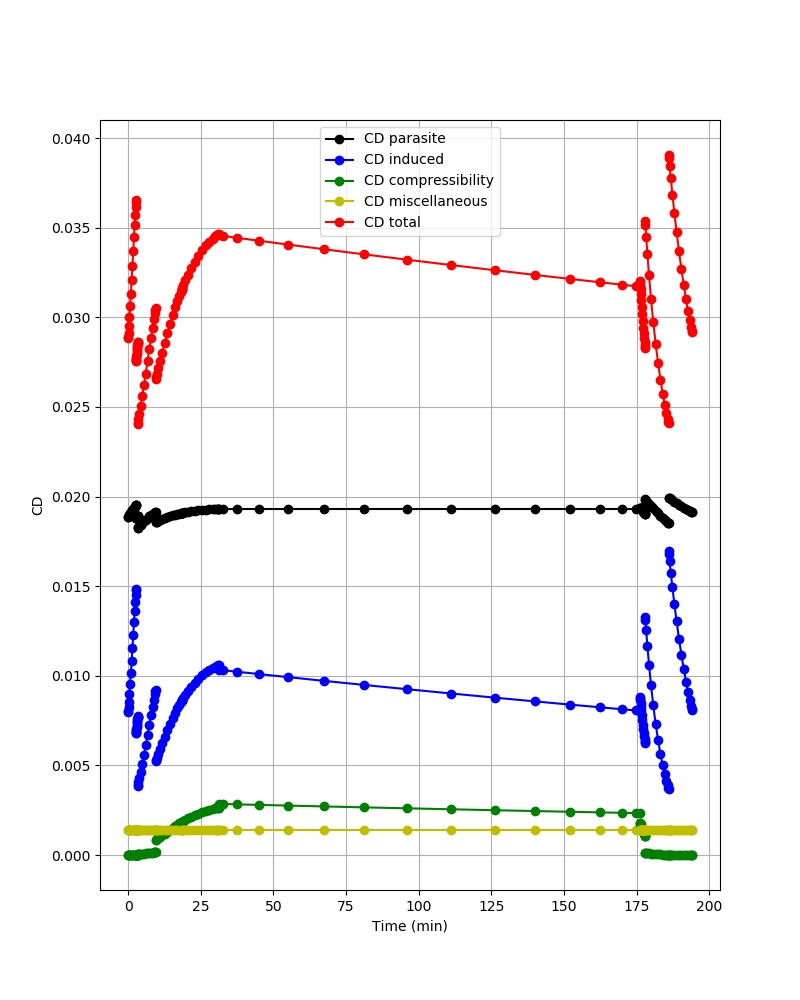 CD parasite
CD induced
CD compressibility
CD miscellaneous
CD total
0.040
0.035
0.030
0.025
0.020
0.015
0.010
0.005
0.000
CD
0 25 50 75 100 125 150 175 200
Time (min)